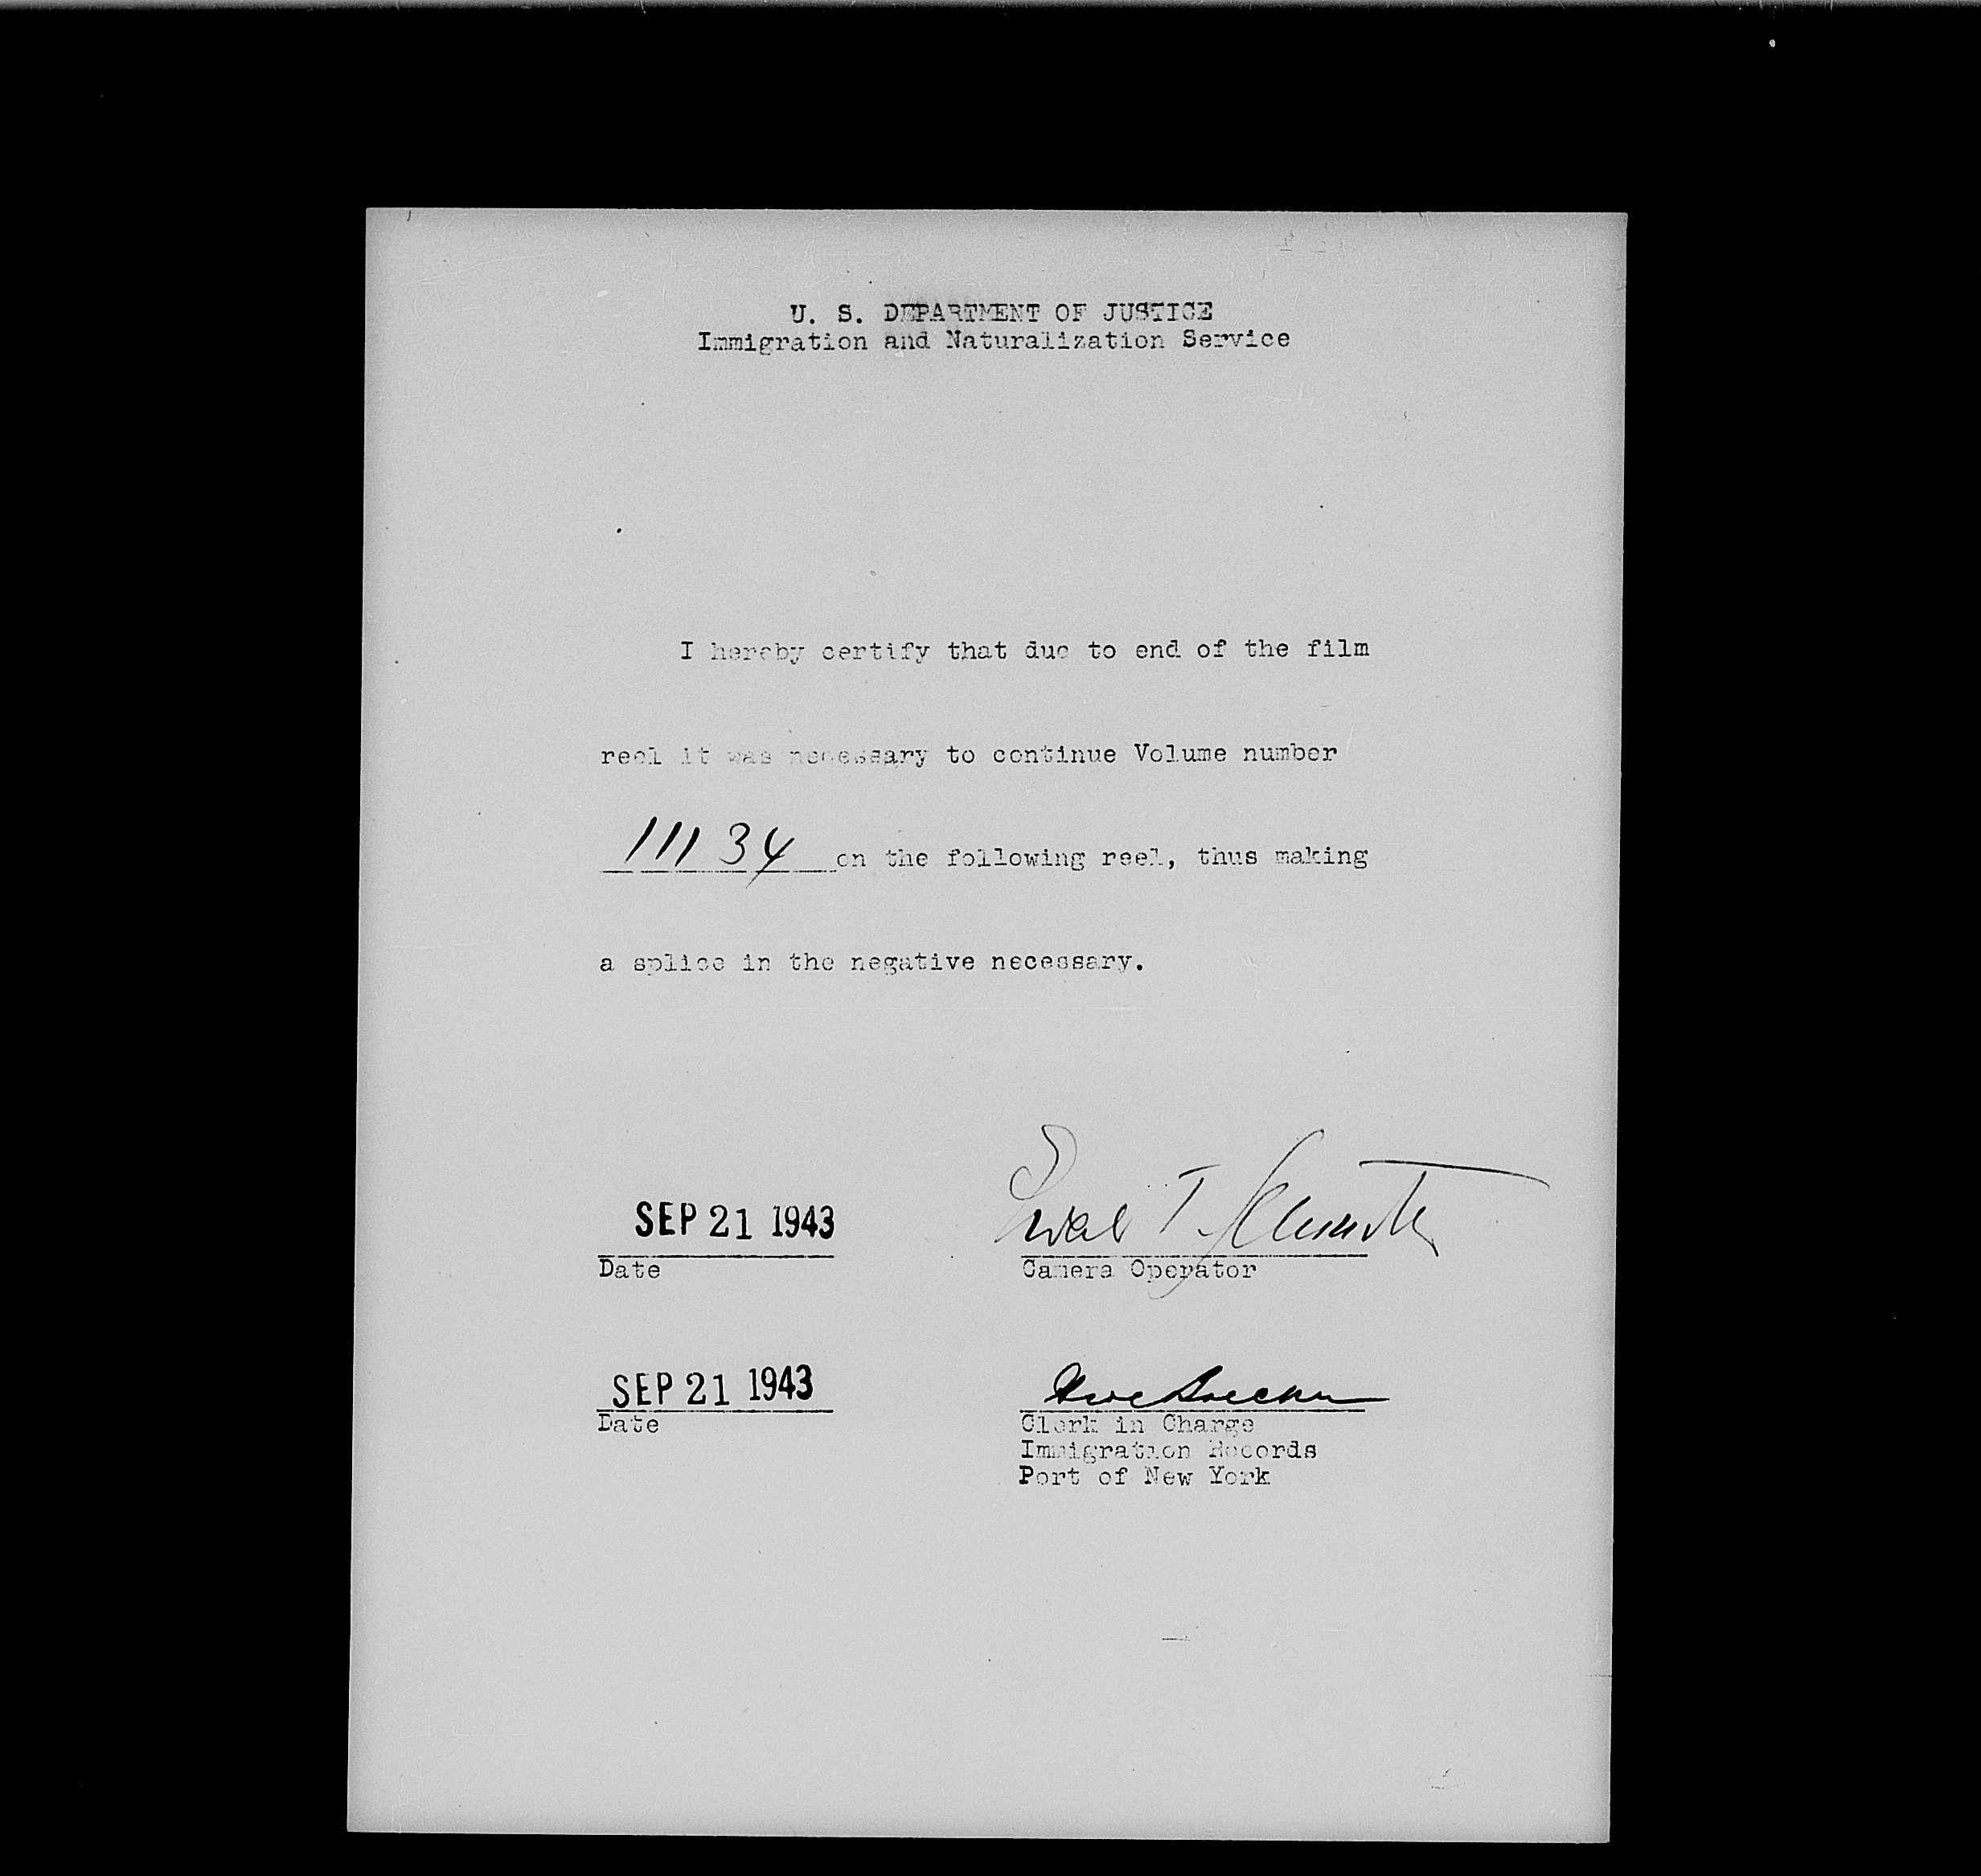 U. S. DEPARTMENT OF JUSTICE
Immigration and Naturalization Service
I hereby certify that due to end of the film
reel it was necessary to continue Volume number
11134 on the following reel, thus making
a splice in the negative necessary.
SEP 21 1943
Date
Camera Operator
SEP 21 1943
Date
Clerk in Charge
Immigration Records
Port of New York